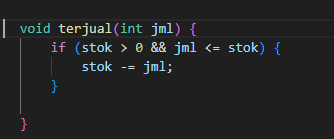 void terjual(int jml) {
    if (stok > 0 && jml <= stok) {
        stok -= jml;
    }
}